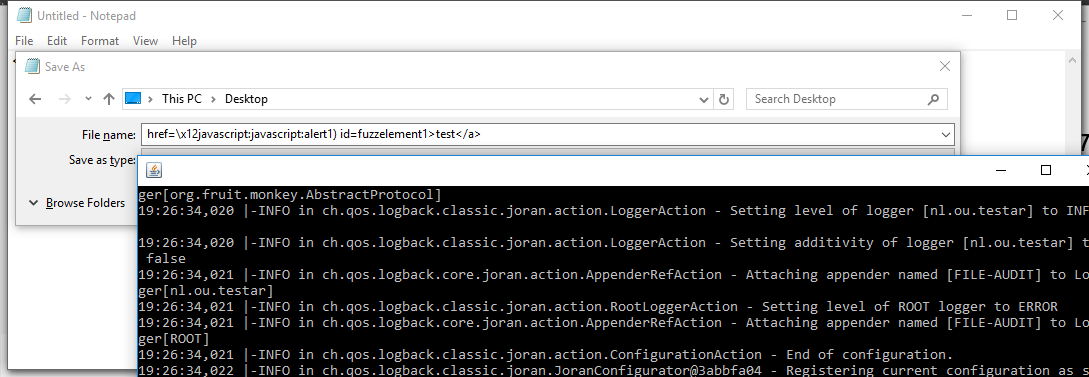 Untitled - Notepad
File Edit Format View Help
Save As
This PC Desktop
Search Desktop
File name: href=\x12javascript:javascript:alert1) id=fuzzelement1>test</a>
Save as type:
Browse Folders
ger[org.fruit.monkey.AbstractProtocol]
19:26:34,020 |-INFO in ch.qos.logback.classic.joran.action.LoggerAction - Setting level of logger [nl.ou.testar] to INF
19:26:34,020 |-INFO in ch.qos.logback.classic.joran.action.LoggerAction - Setting additivity of logger [nl.ou.testar] t
false
19:26:34,021 |-INFO in ch.qos.logback.core.joran.action.AppenderRefAction - Attaching appender named [FILE-AUDIT] to Lo
ger[nl.ou.testar]
19:26:34,021 |-INFO in ch.qos.logback.classic.joran.action.RootLoggerAction - Setting level of ROOT logger to ERROR
19:26:34,021 |-INFO in ch.qos.logback.core.joran.action.AppenderRefAction - Attaching appender named [FILE-AUDIT] to Lo
ger[ROOT]
19:26:34,021 |-INFO in ch.qos.logback.classic.joran.action.ConfigurationAction - End of configuration.
19:26:34,022 |-INFO in ch.qos.logback.classic.joran.JoranConfigurator@3abbfa04 - Registering current configuration as s